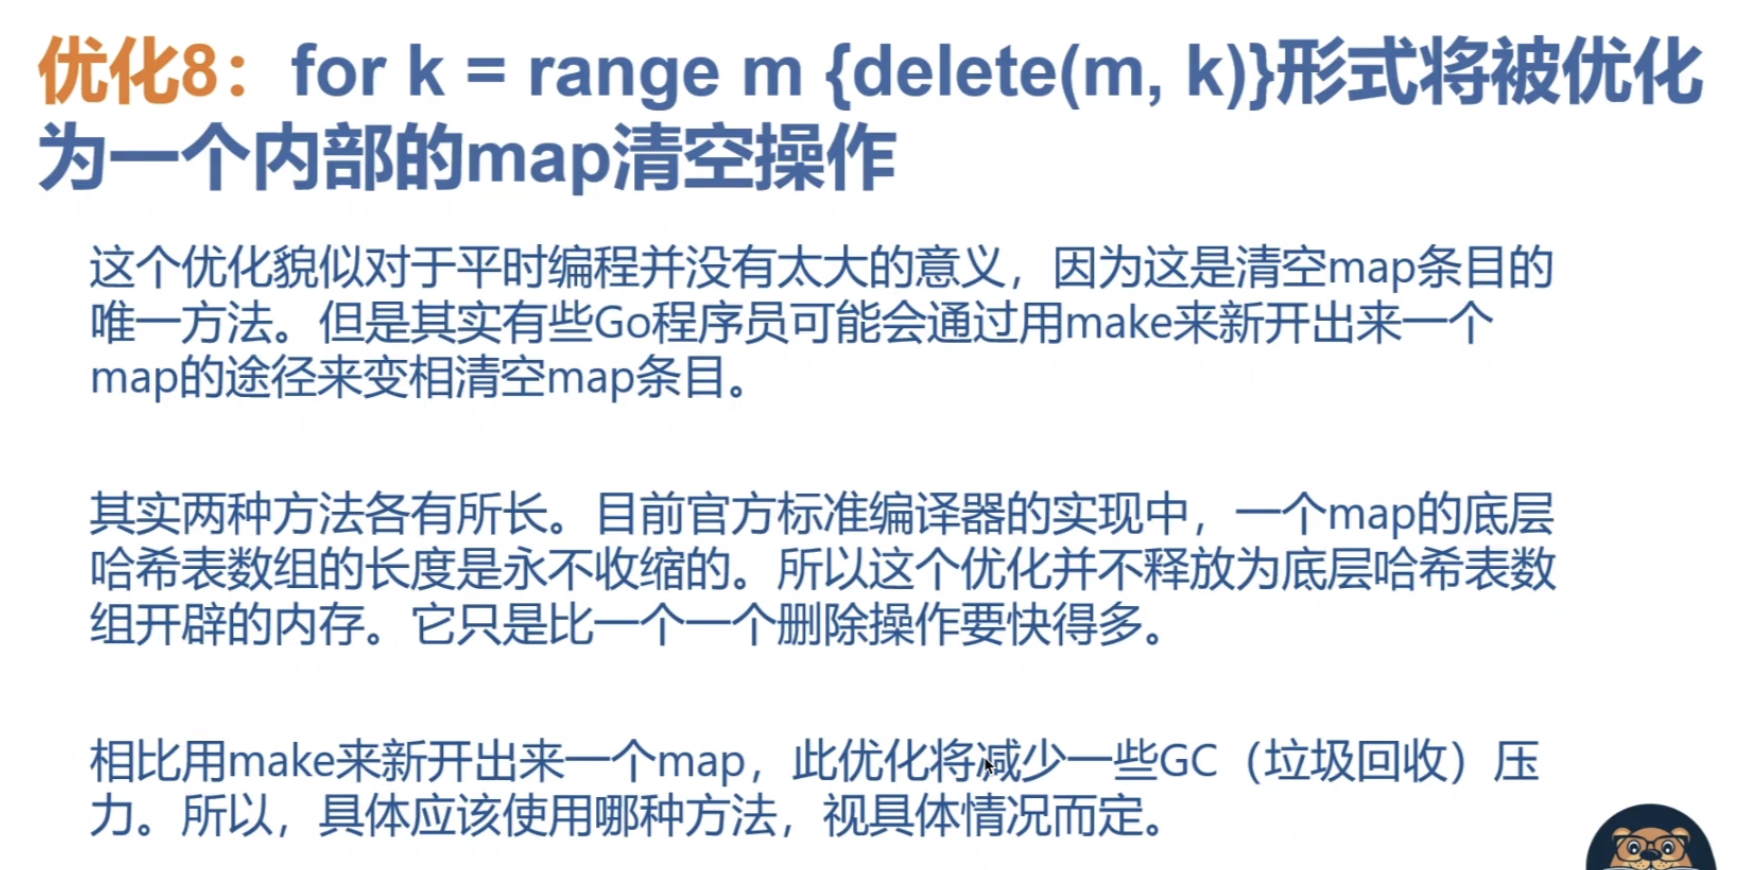 优化8：for k = range m {delete(m, k)}形式将被优化
为一个内部的map清空操作
这个优化貌似对于平时编程并没有太大的意义，因为这是清空map条目的
唯一方法。但是其实有些Go程序员可能会通过用make来新开出来一个
map的途径来变相清空map条目。
其实两种方法各有所长。目前官方标准编译器的实现中，一个map的底层
哈希表数组的长度是永不收缩的。所以这个优化并不释放为底层哈希表数
组开辟的内存。它只是比一个一个删除操作要快得多。
相比用make来新开出来一个map，此优化将减少一些GC（垃圾回收）压
力。所以，具体应该使用哪种方法，视具体情况而定。